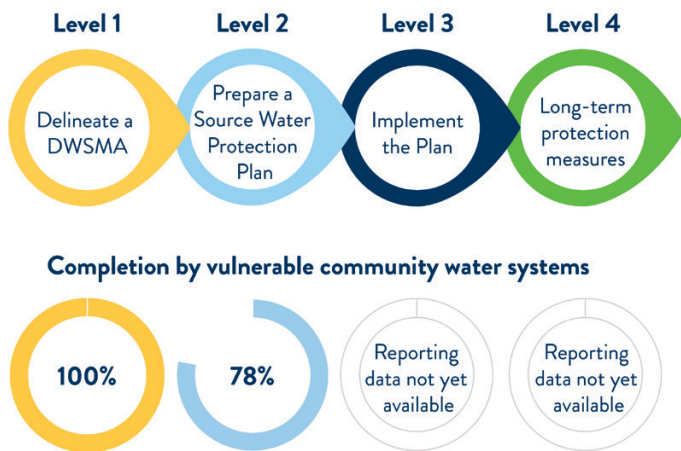 Level 1
Level 2
Level 3
Level 4
Delineate a
DWSMA
Prepare a
Source Water
Protection
Plan
Implement
the Plan
Long-term
protection
measures
Completion by vulnerable community water systems
100%
78%
Reporting
data not yet
available
Reporting
data not yet
available